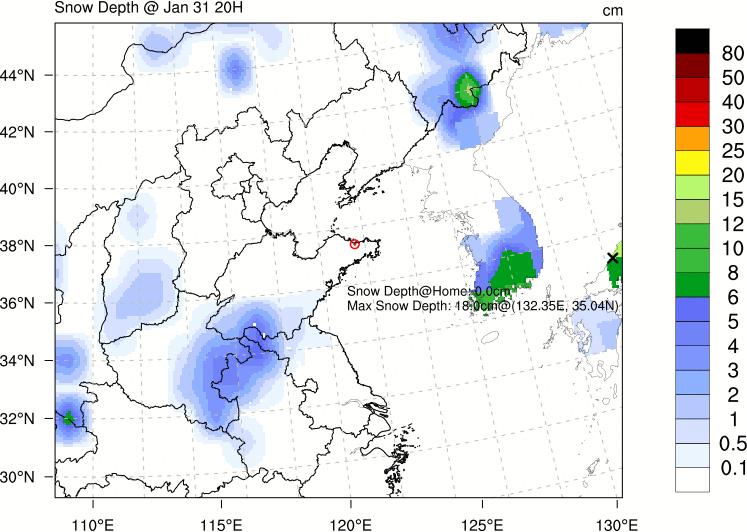 Snow Depth @ Jan 31 20H
cm
80
50
40
30
25
20
15
12
10
8
6
5
4
3
2
1
0.5
0.1
44°N
42°N
40°N
38°N
36°N
34°N
32°N
30°N
Snow Depth@Home: 0.0cm
Max Snow Depth: 18.0cm@(132.35E, 35.04N)
110°E
115°E
120°E
125°E
130°E